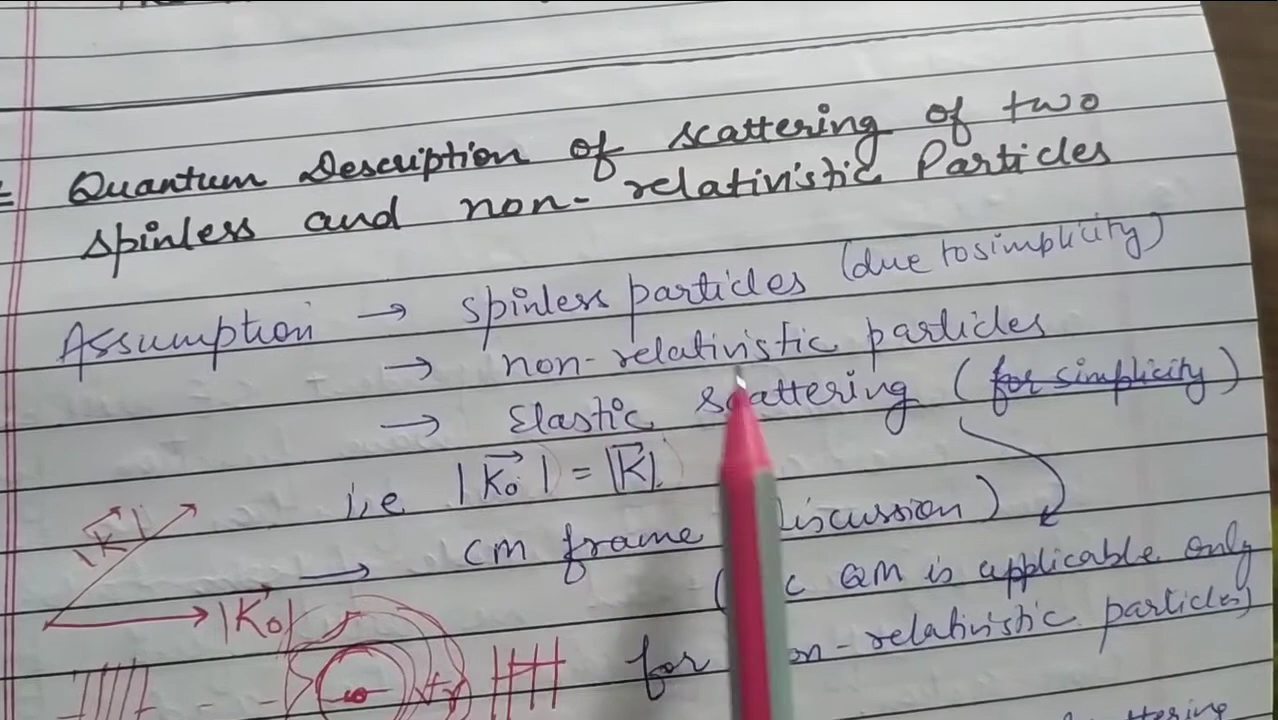 Quantum Description of scattering of two
spinless and non-relativistic Particles
Assumption → spinless particles (due to simplicity)
→ non-relativistic particles
→ Elastic scattering (for simplicity)
i,e |K₀| = |K|
→ CM frame discussion)
QM is applicable only
for non-relativistic particles)
|K|
|K₀|